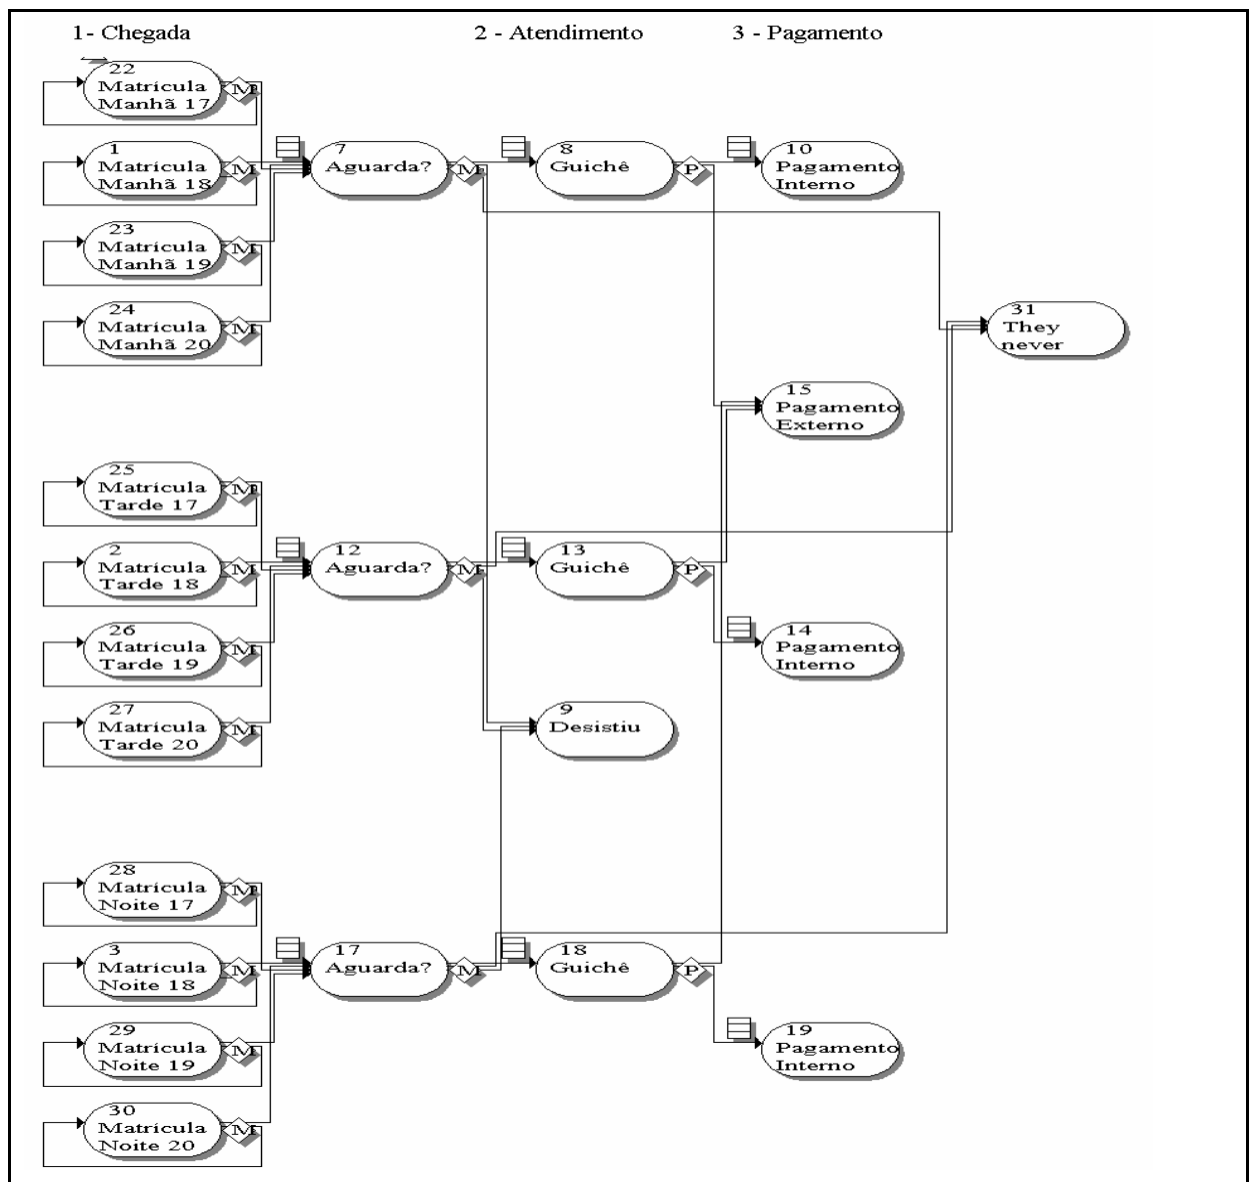 1- Chegada
2 - Atendimento
3 - Pagamento
22
Matrícula
Manhã 17
M
1
Matrícula
Manhã 18
M
23
Matrícula
Manhã 19
M
24
Matrícula
Manhã 20
M
7
Aguarda?
M
8
Guichê
P
10
Pagamento
Interno
31
They
never
15
Pagamento
Externo
25
Matrícula
Tarde 17
M
2
Matrícula
Tarde 18
M
26
Matrícula
Tarde 19
M
27
Matrícula
Tarde 20
M
12
Aguarda?
M
13
Guichê
P
14
Pagamento
Interno
9
Desistiu
28
Matrícula
Noite 17
M
3
Matrícula
Noite 18
M
29
Matrícula
Noite 19
M
30
Matrícula
Noite 20
M
17
Aguarda?
M
18
Guichê
P
19
Pagamento
Interno